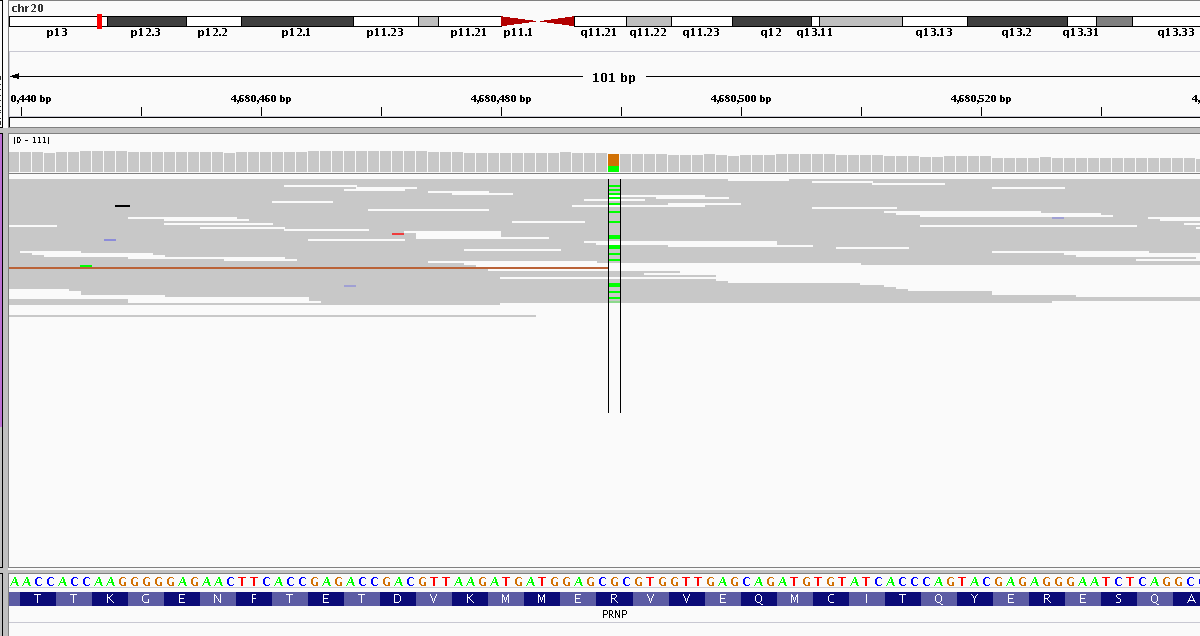 chr20
p13 p12.3 p12.2 p12.1 p11.23 p11.21 p11.1 q11.21 q11.22 q11.23 q12 q13.11 q13.13 q13.2 q13.31 q13.33
101 bp
0,440 bp 4,680,460 bp 4,680,480 bp 4,680,500 bp 4,680,520 bp 4,
[0 - 111]
AACCACCAAGGGGGAGAACTTCACCGAGACCGACGTTAAGATGATGGAGCGCGTGGTTGAGCAGATGTGTATCACCCAGTACGAGAGGGAATCTCAGGC
T T K G E N F T E T D V K M M E R V V E Q M C I T Q Y E R E S Q A
PRNP